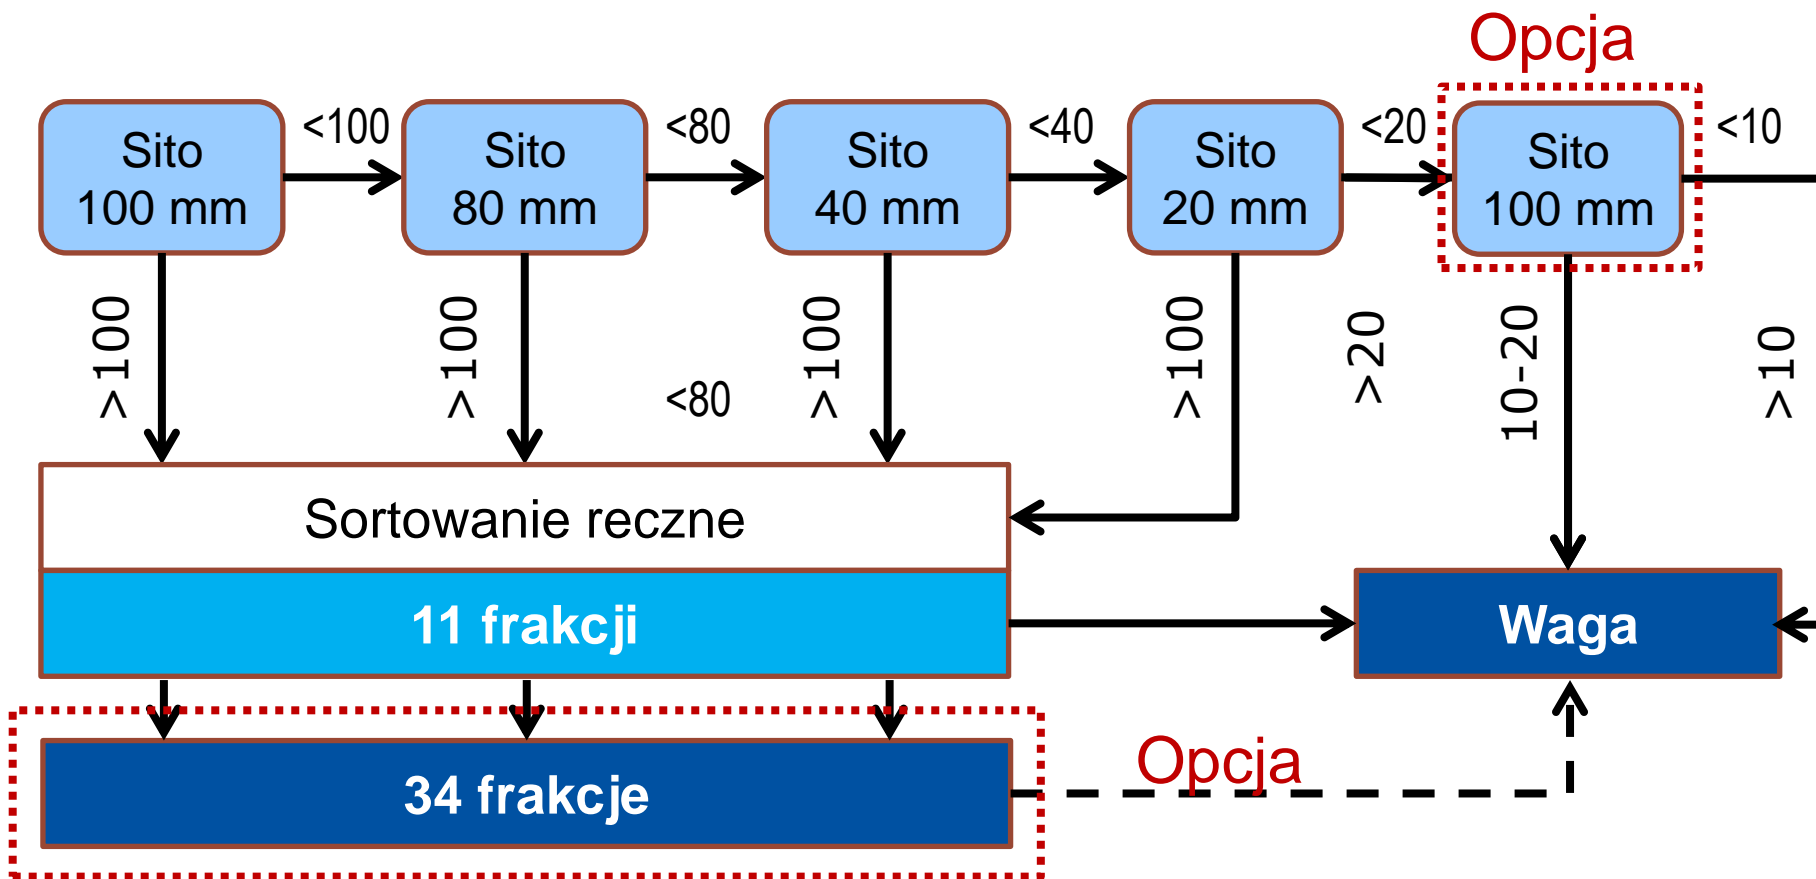 Opcja
Sito
100 mm
<100
Sito
80 mm
<80
Sito
40 mm
<40
Sito
20 mm
<20
Sito
100 mm
<10
>100
>100
<80
>100
>100
>20
10-20
>10
Sortowanie reczne
11 frakcji
Waga
34 frakcje
Opcja